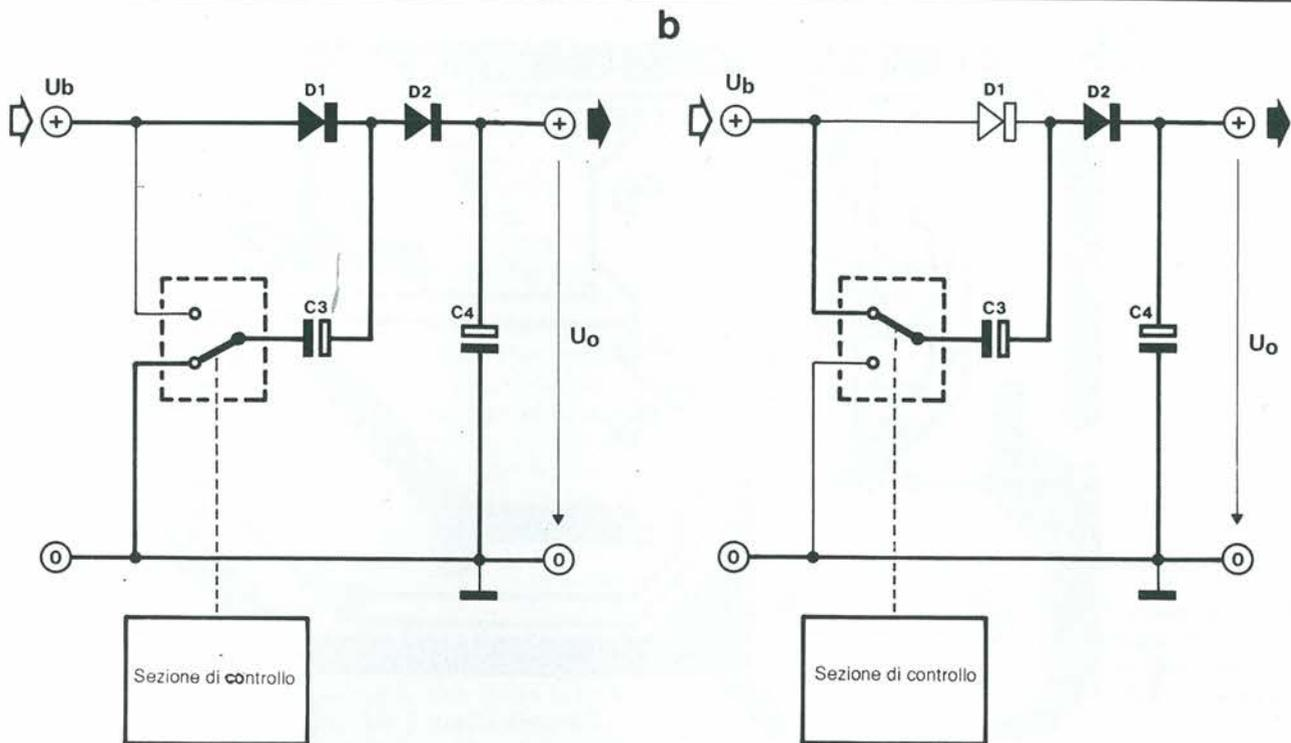 b
Ub
D1
D2
+
+
C3
C4
Uo
0
0
Sezione di controllo
Ub
D1
D2
+
+
C3
C4
Uo
0
0
Sezione di controllo